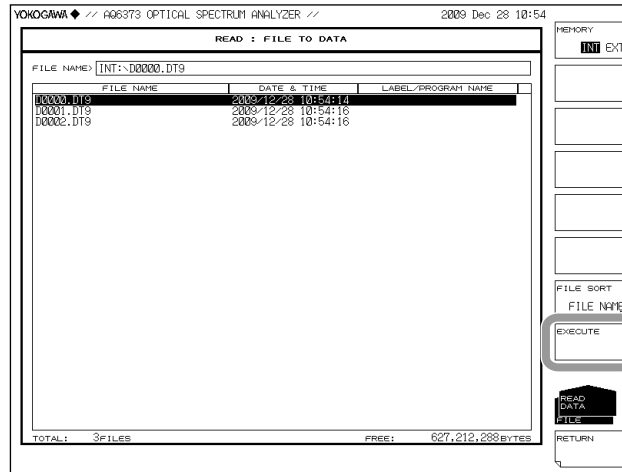 YOKOGAWA ◆ // AQ6373 OPTICAL SPECTRUM ANALYZER // 2009 Dec 28 10:54
READ : FILE TO DATA
FILE NAME> INT:\D0000.DT9
FILE NAME DATE & TIME LABEL/PROGRAM NAME
D0000.DT9 2009/12/28 10:54:14
D0001.DT9 2009/12/28 10:54:16
D0002.DT9 2009/12/28 10:54:16
TOTAL: 3FILES FREE: 627,212,288BYTES
MEMORY
INT EXT
FILE SORT
FILE NAME
EXECUTE
READ
DATA
FILE
RETURN